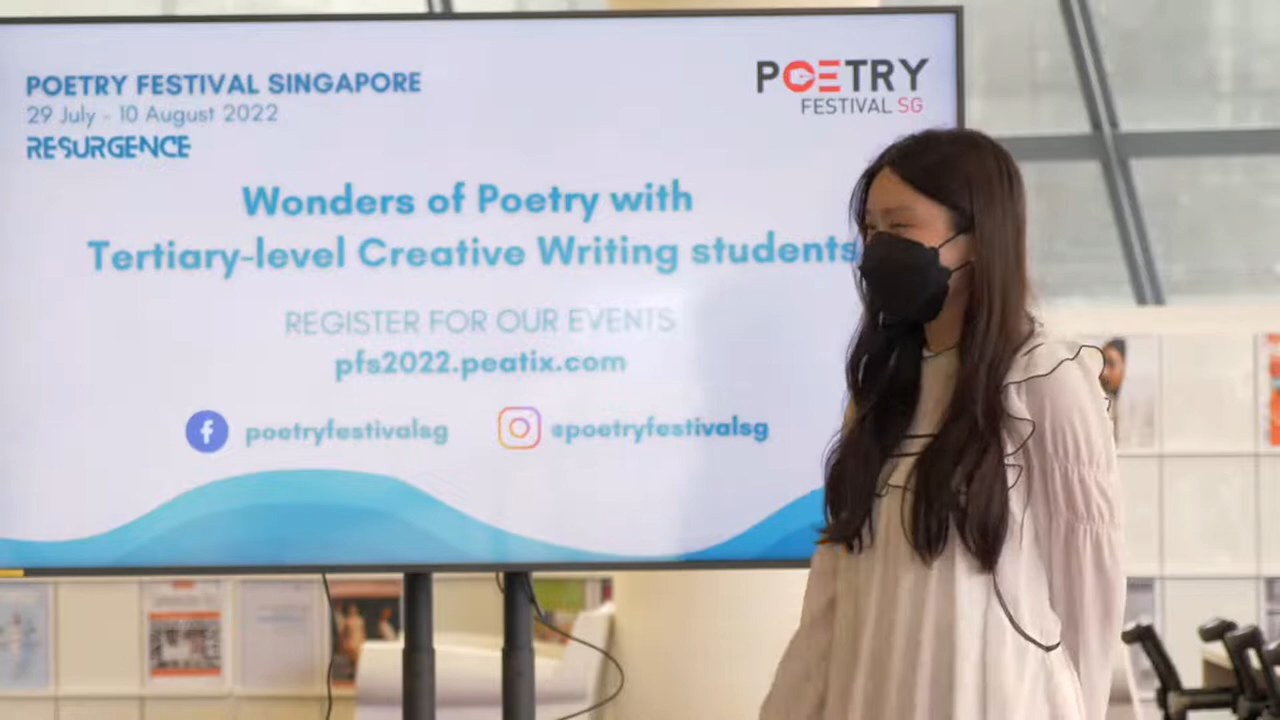 POETRY FESTIVAL SINGAPORE
29 July - 10 August 2022
RESURGENCE
POETRY
FESTIVAL SG
Wonders of Poetry with
Tertiary-level Creative Writing students
REGISTER FOR OUR EVENTS
pfs2022.peatix.com
poetryfestivalsg
@poetryfestivalsg